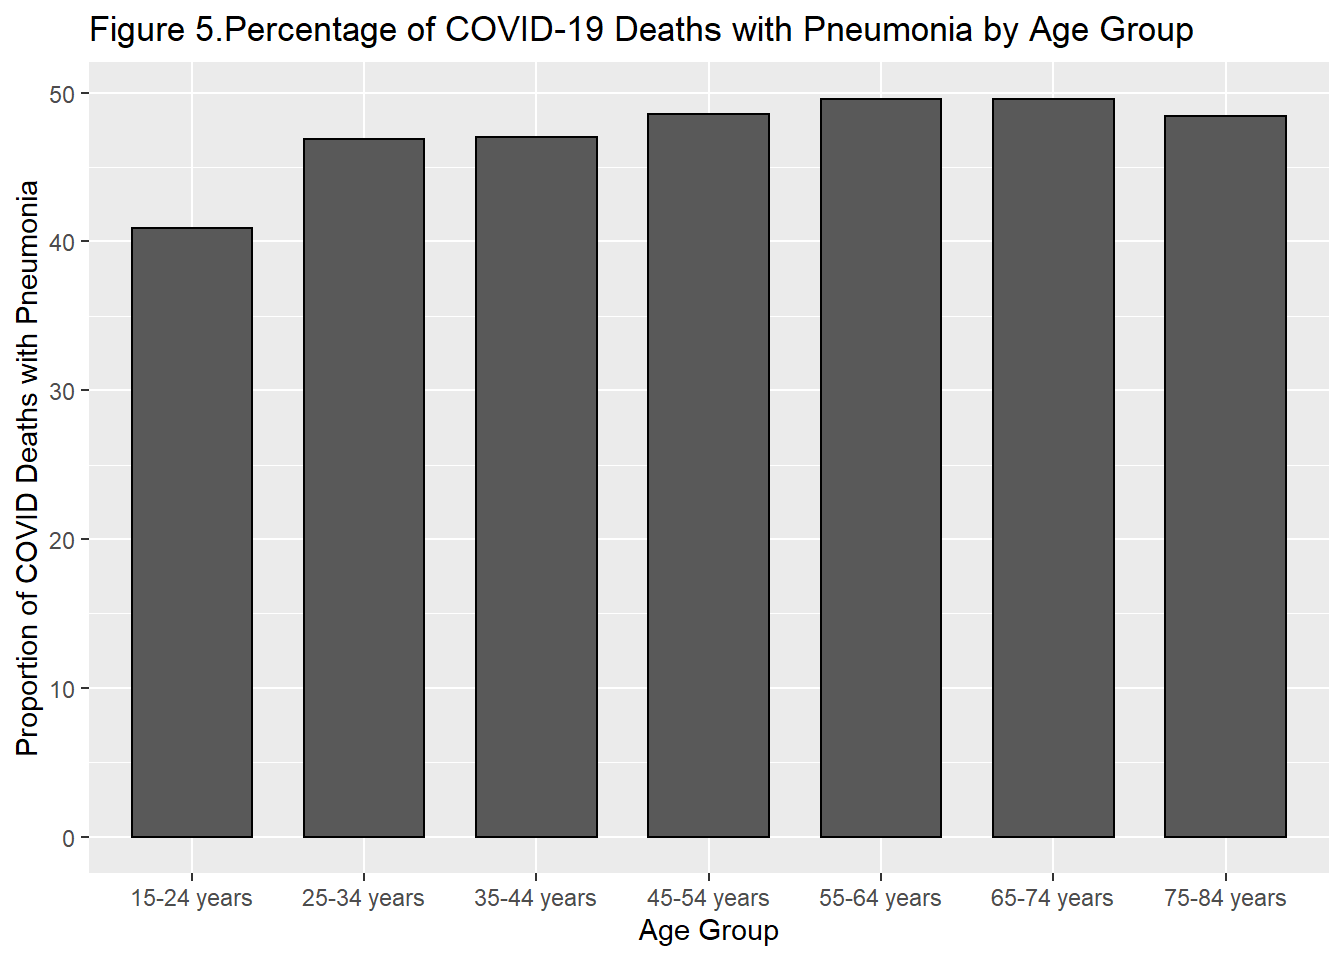 Figure 5.Percentage of COVID-19 Deaths with Pneumonia by Age Group
Proportion of COVID Deaths with Pneumonia
50
40
30
20
10
0
15-24 years
25-34 years
35-44 years
45-54 years
55-64 years
65-74 years
75-84 years
Age Group